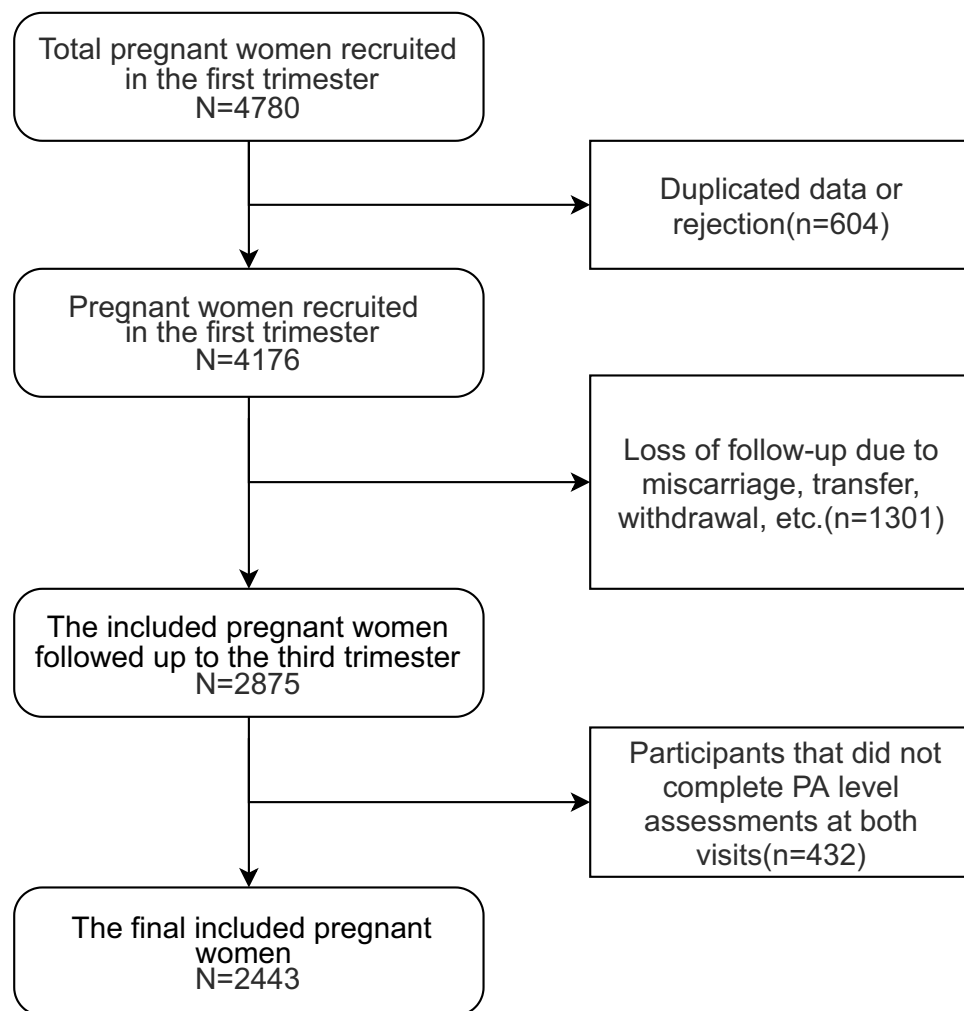 Total pregnant women recruited
in the first trimester
N=4780
Duplicated data or
rejection(n=604)
Pregnant women recruited
in the first trimester
N=4176
Loss of follow-up due to
miscarriage, transfer,
withdrawal, etc.(n=1301)
The included pregnant women
followed up to the third trimester
N=2875
Participants that did not
complete PA level
assessments at both
visits(n=432)
The final included pregnant
women
N=2443